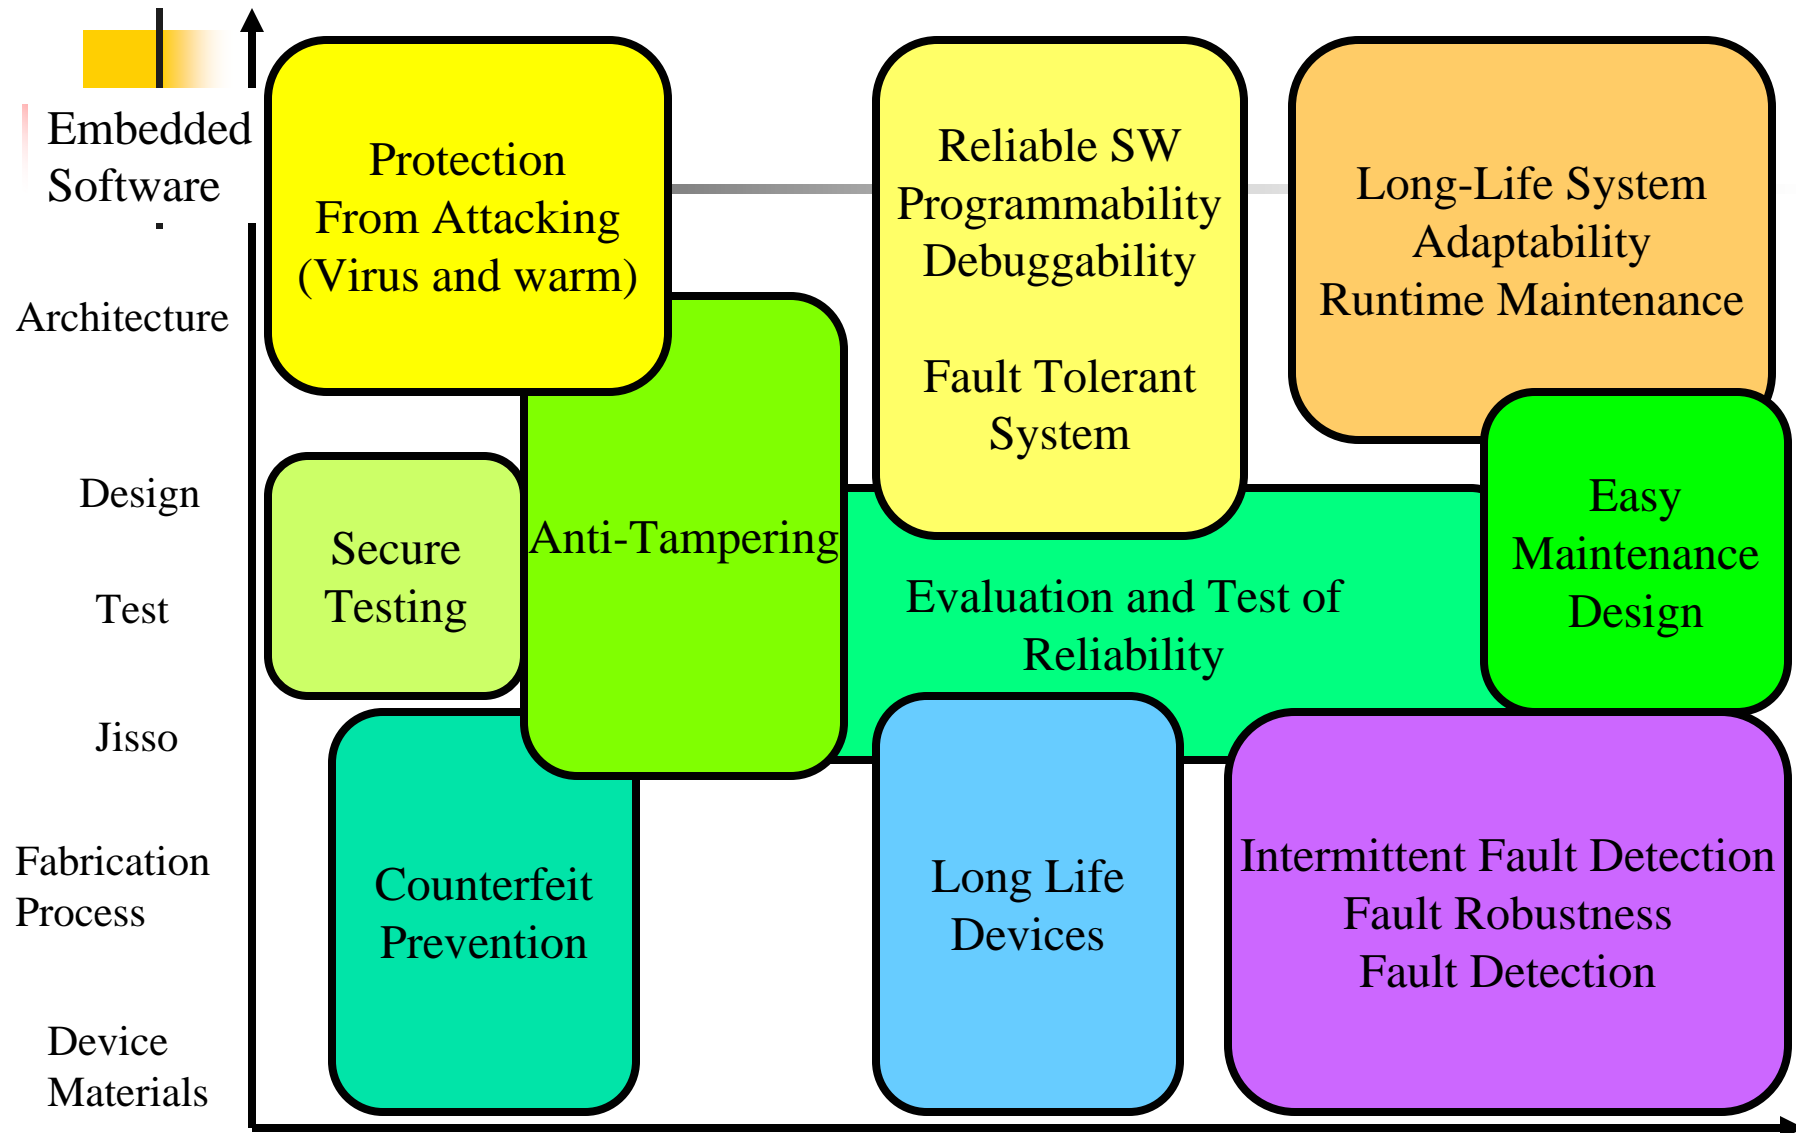 Embedded
Software
Architecture
Design
Test
Jisso
Fabrication
Process
Device
Materials
Protection
From Attacking
(Virus and warm)
Reliable SW
Programmability
Debuggability
Fault Tolerant
System
Long-Life System
Adaptability
Runtime Maintenance
Secure
Testing
Anti-Tampering
Evaluation and Test of
Reliability
Easy
Maintenance
Design
Counterfeit
Prevention
Long Life
Devices
Intermittent Fault Detection
Fault Robustness
Fault Detection